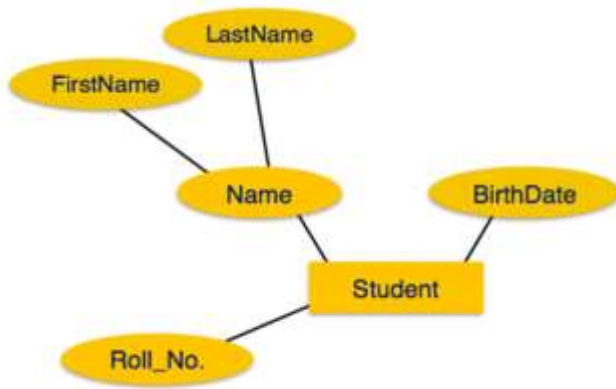 LastName
FirstName
Name
BirthDate
Student
Roll_No.